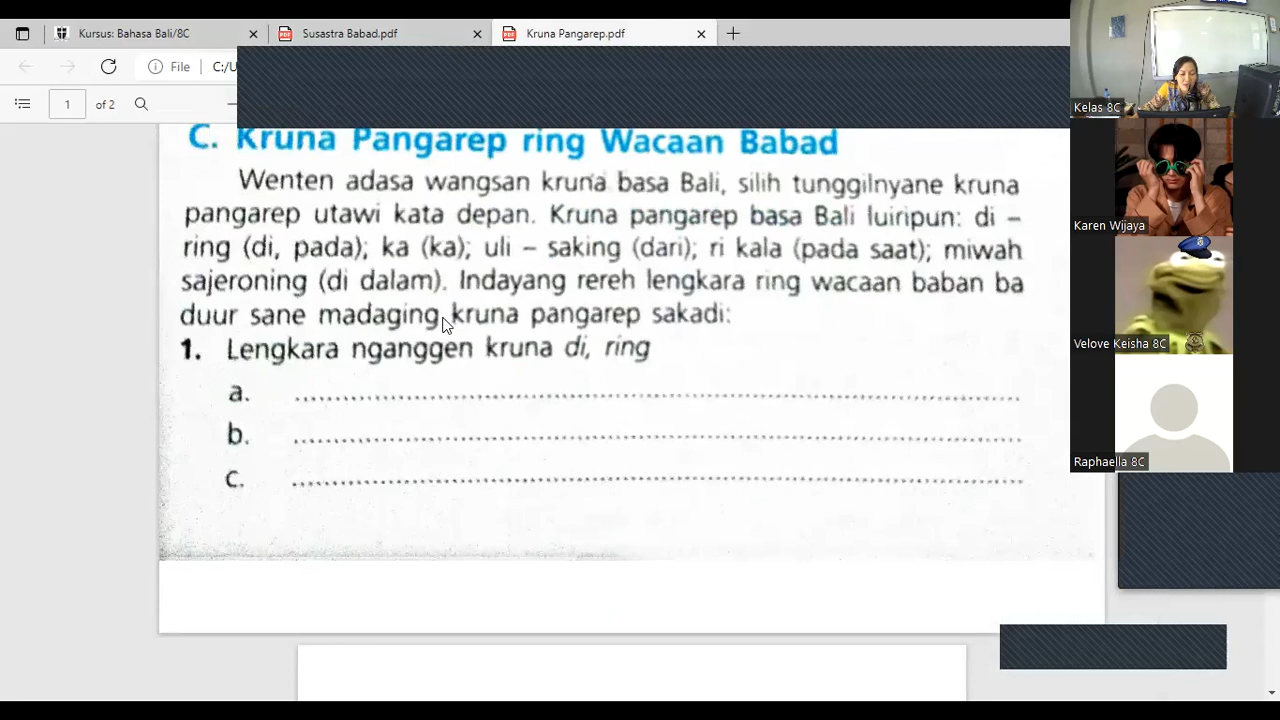 Kursus: Bahasa Bali/8C
Susastra Babad.pdf
Kruna Pangarep.pdf
File
C:/U
1
of 2
C. Kruna Pangarep ring Wacaan Babad
Wenten adasa wangsan kruna basa Bali, silih tunggilnyane kruna
pangarep utawi kata depan. Kruna pangarep basa Bali luiripun: di –
ring (di, pada); ka (ka); uli – saking (dari); ri kala (pada saat); miwah
sajeroning (di dalam). Indayang rereh lengkara ring wacaan baban ba
duur sane madaging kruna pangarep sakadi:
1. Lengkara nganggen kruna di, ring
a. ........................................
b. ........................................
c. ........................................
Kelas 8C
Karen Wijaya
Velove Keisha 8C
Raphaella 8C